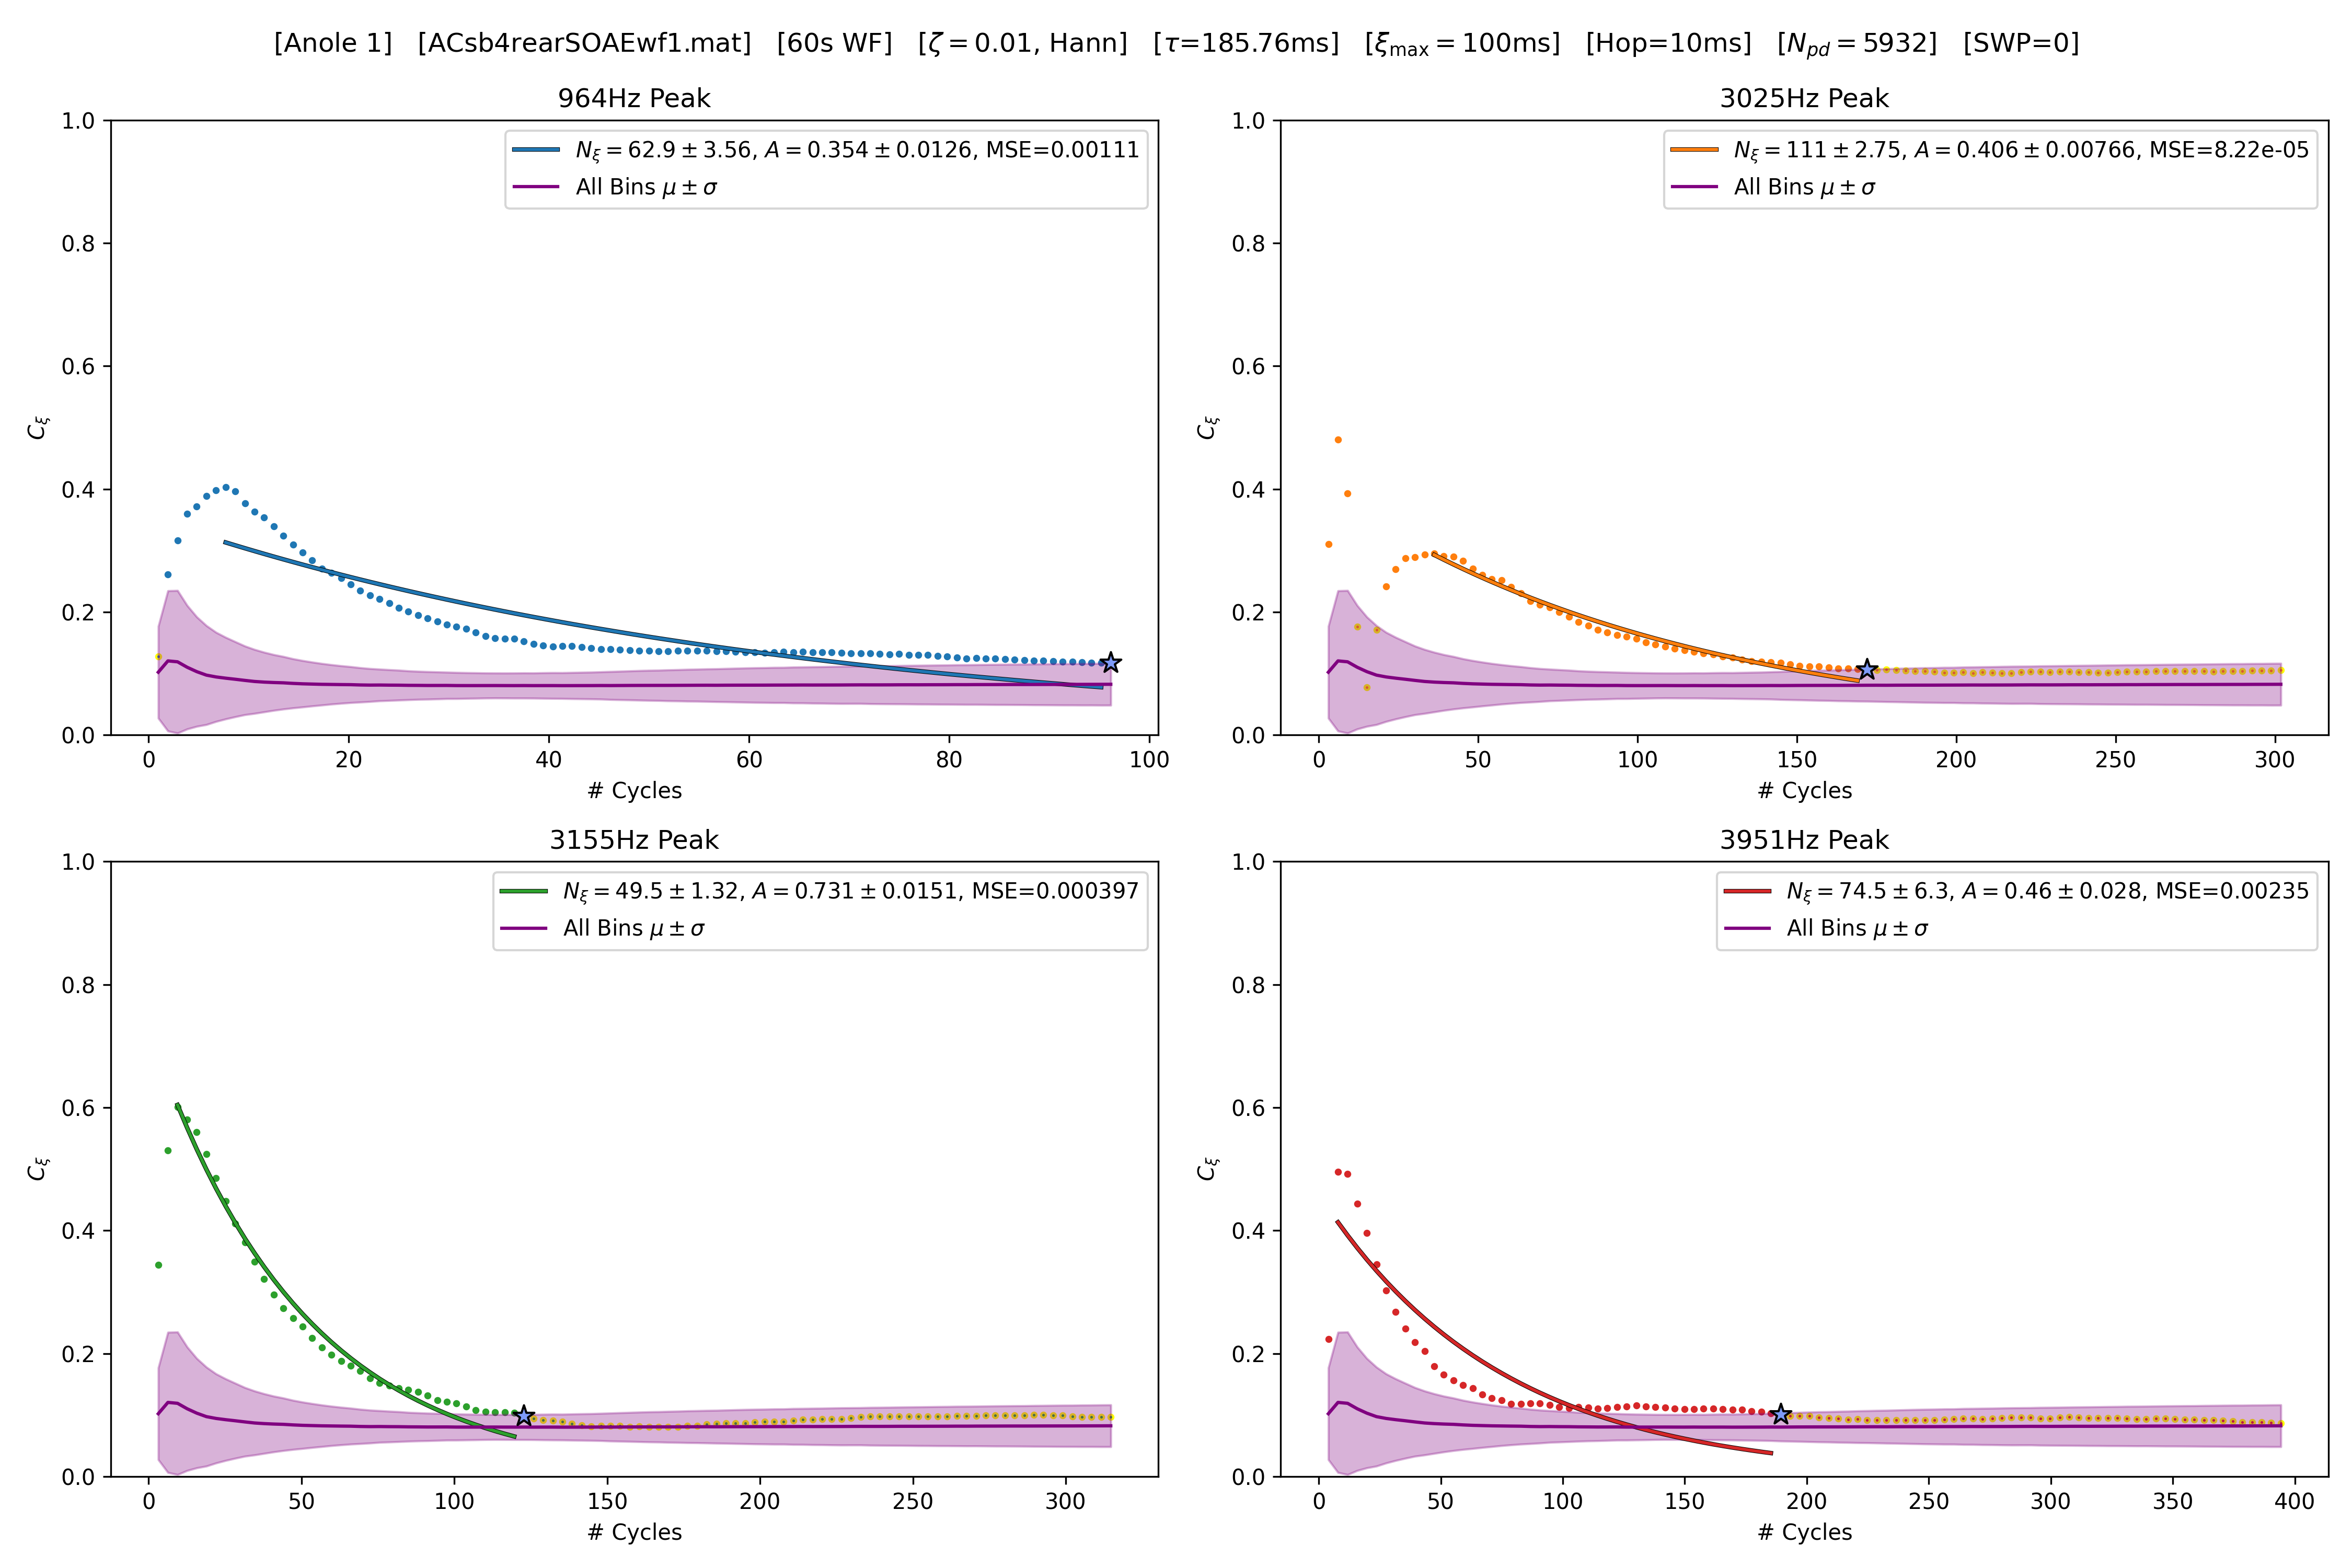 [Anole 1] [ACsb4rearSOAEwf1.mat] [60s WF] [ζ = 0.01, Hann] [τ=185.76ms] [ξmax = 100ms] [Hop=10ms] [Npd = 5932] [SWP=0]
964Hz Peak
Nξ = 62.9 ± 3.56, A = 0.354 ± 0.0126, MSE=0.00111
All Bins μ ± σ
1.0
0.8
0.6
0.4
0.2
0.0
Cξ
0 20 40 60 80 100
# Cycles
3025Hz Peak
Nξ = 111 ± 2.75, A = 0.406 ± 0.00766, MSE=8.22e-05
All Bins μ ± σ
1.0
0.8
0.6
0.4
0.2
0.0
Cξ
0 50 100 150 200 250 300
# Cycles
3155Hz Peak
Nξ = 49.5 ± 1.32, A = 0.731 ± 0.0151, MSE=0.000397
All Bins μ ± σ
1.0
0.8
0.6
0.4
0.2
0.0
Cξ
0 50 100 150 200 250 300
# Cycles
3951Hz Peak
Nξ = 74.5 ± 6.3, A = 0.46 ± 0.028, MSE=0.00235
All Bins μ ± σ
1.0
0.8
0.6
0.4
0.2
0.0
Cξ
0 50 100 150 200 250 300 350 400
# Cycles